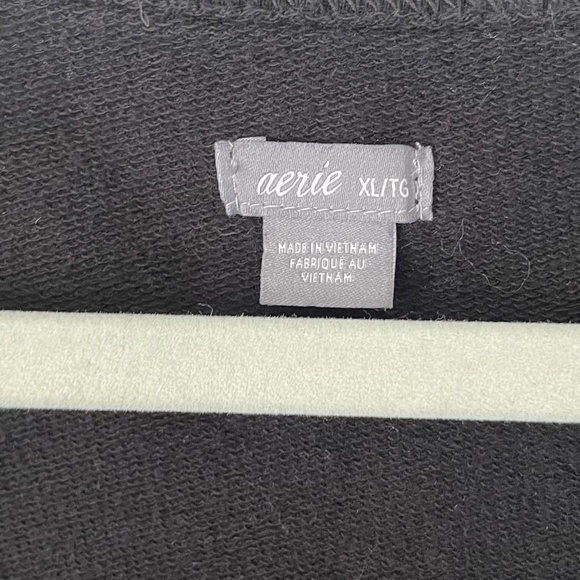 aerie XL/TG
MADE IN VIETNAM
FABRIQUÉ AU
VIETNAM